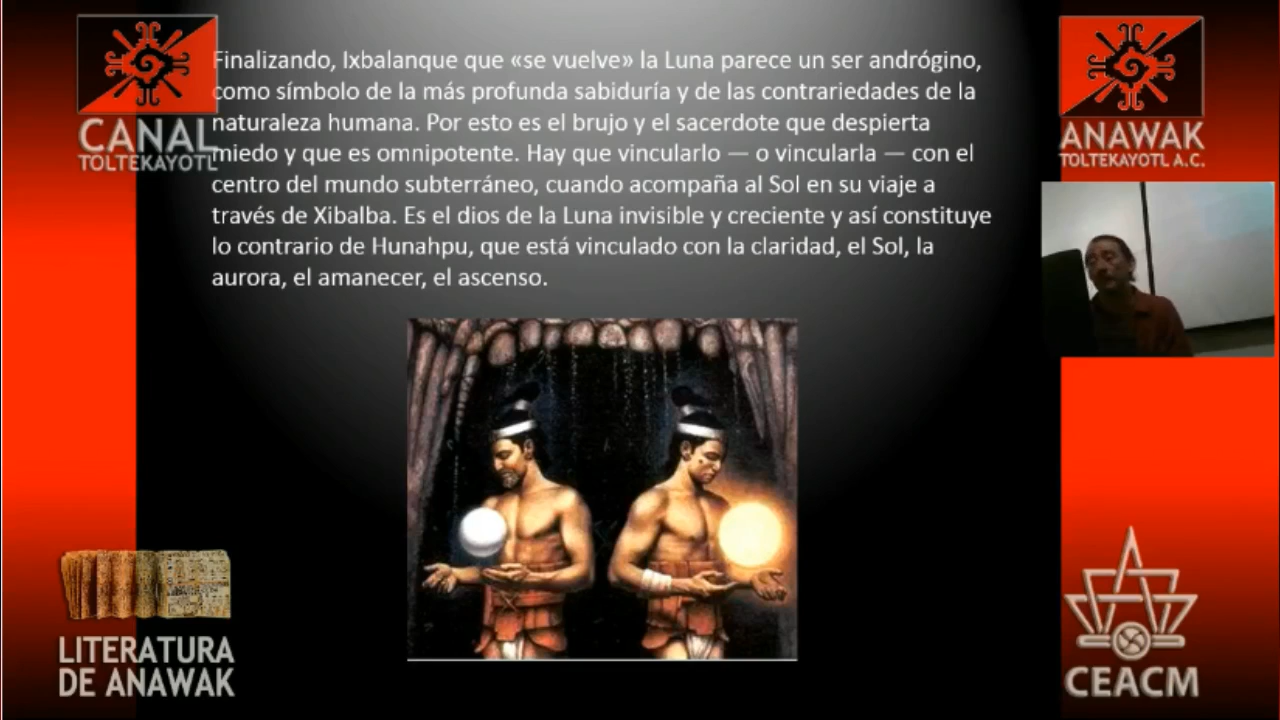 Finalizando, Ixbalanque que «se vuelve» la Luna parece un ser andrógino,
como símbolo de la más profunda sabiduría y de las contrariedades de la
naturaleza humana. Por esto es el brujo y el sacerdote que despierta
miedo y que es omnipotente. Hay que vincularlo — o vincularla — con el
centro del mundo subterráneo, cuando acompaña al Sol en su viaje a
través de Xibalba. Es el dios de la Luna invisible y creciente y así constituye
lo contrario de Hunahpu, que está vinculado con la claridad, el Sol, la
aurora, el amanecer, el ascenso.
CANAL
TOLTEKAYOTL
ANAWAK
TOLTEKAYOTL A.C.
LITERATURA
DE ANAWAK
CEACM